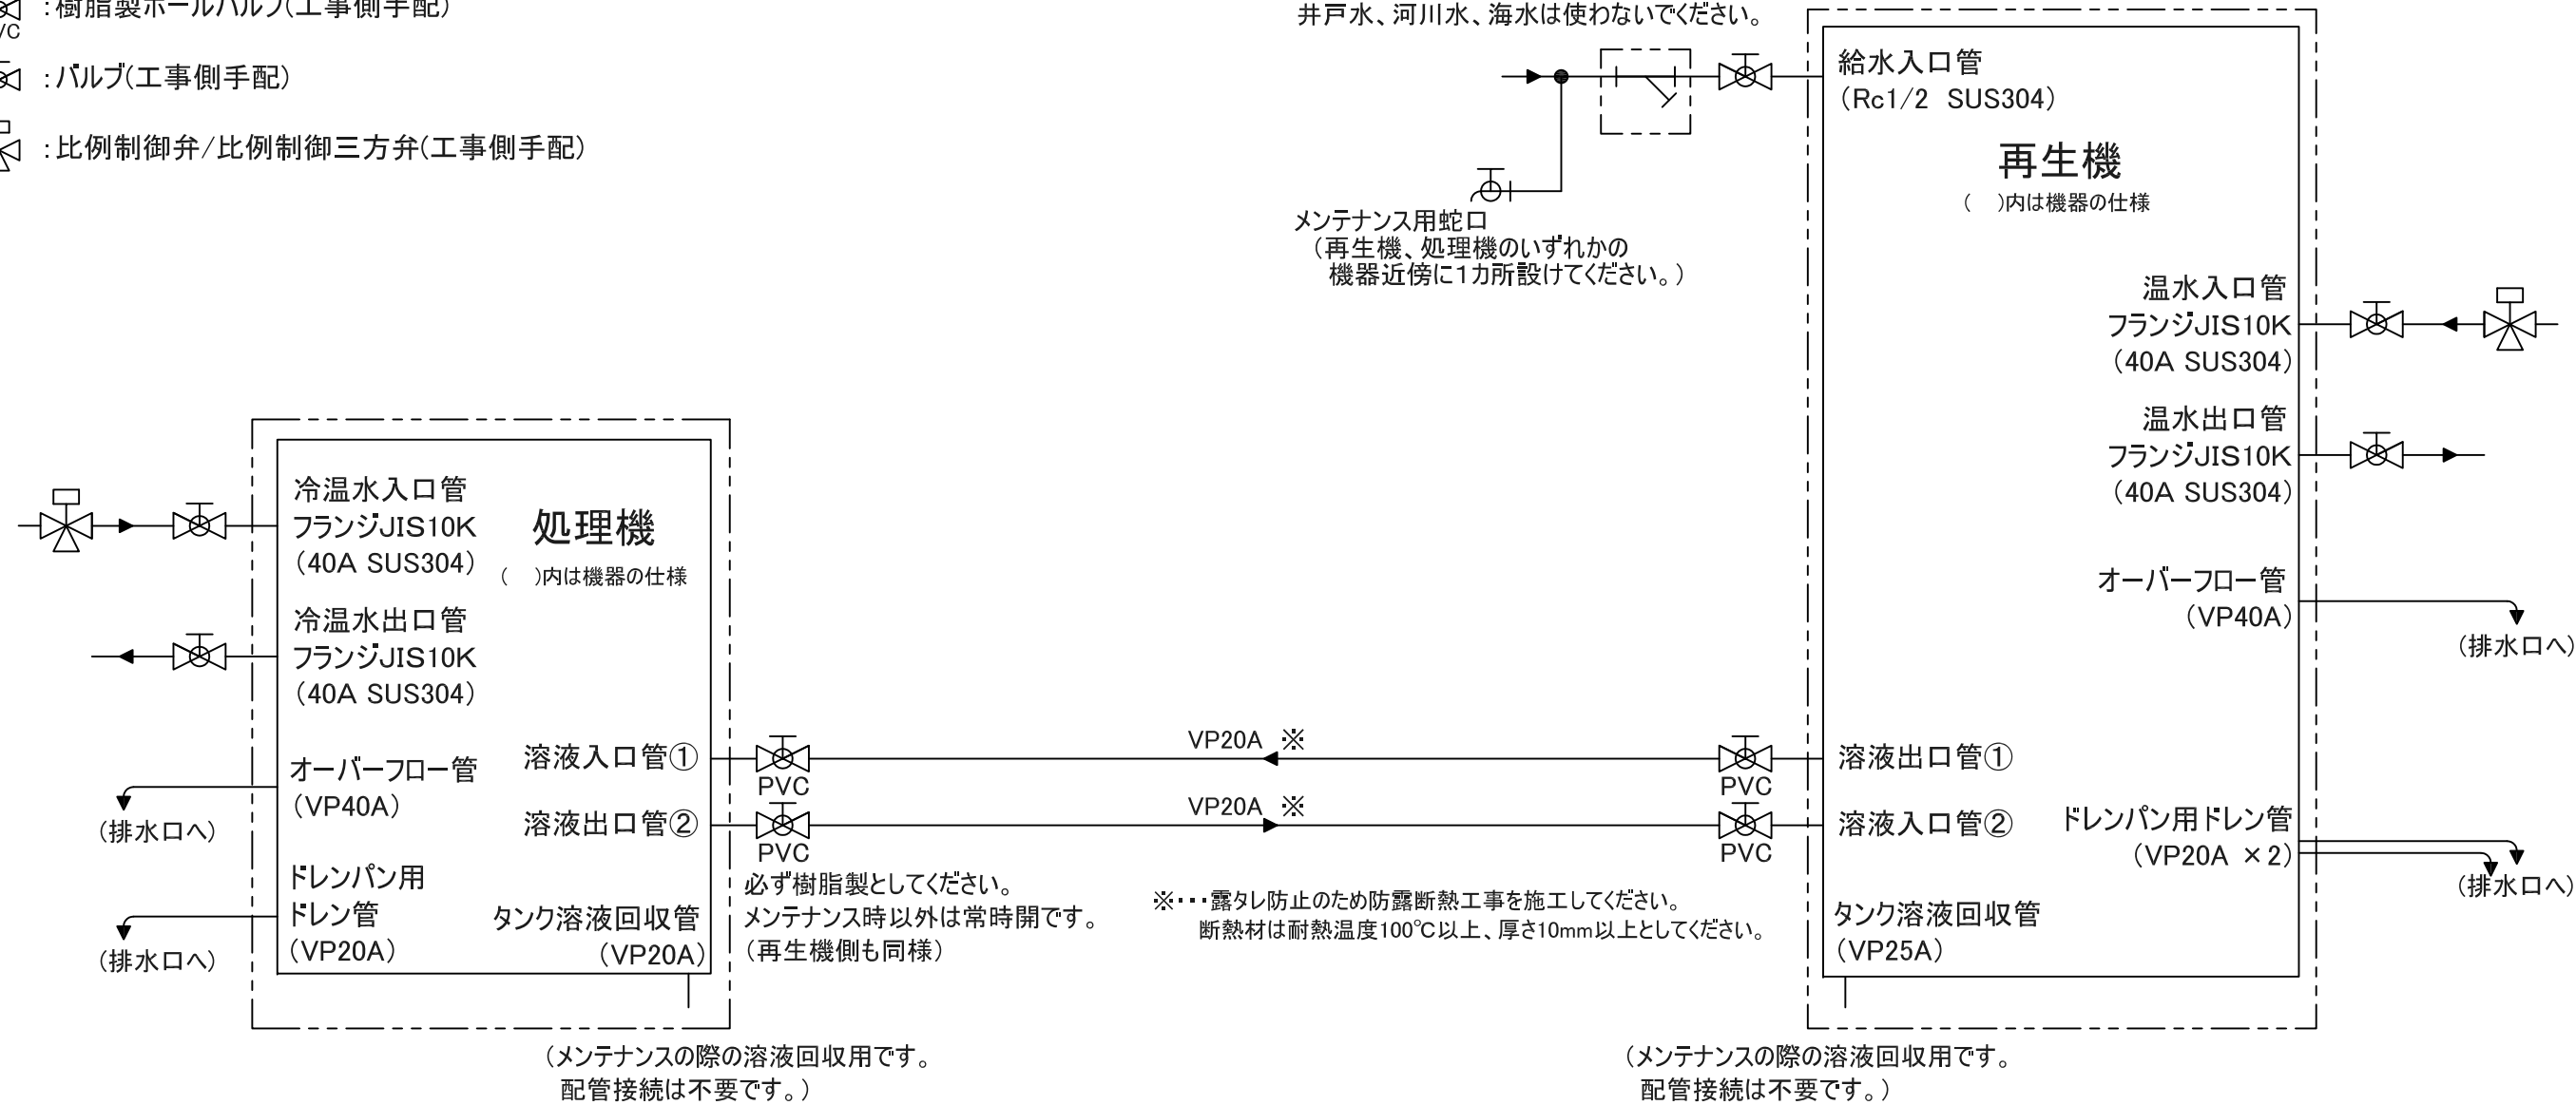 :樹脂製ボールバルブ(工事側手配)
VC
:バルブ(工事側手配)
:比例制御弁/比例制御三方弁(工事側手配)
井戸水、河川水、海水は使わないでください。
メンテナンス用蛇口
(再生機、処理機のいずれかの
機器近傍に1カ所設けてください。)
給水入口管
(Rc1/2 SUS304)
再生機
( )内は機器の仕様
温水入口管
フランジJIS10K
(40A SUS304)
温水出口管
フランジJIS10K
(40A SUS304)
オーバーフロー管
(VP40A)
(排水口へ)
溶液出口管①
溶液入口管②
ドレンパン用ドレン管
(VP20A ×2)
(排水口へ)
タンク溶液回収管
(VP25A)
冷温水入口管
フランジJIS10K
(40A SUS304)
処理機
( )内は機器の仕様
冷温水出口管
フランジJIS10K
(40A SUS304)
オーバーフロー管
(VP40A)
(排水口へ)
ドレンパン用
ドレン管
(VP20A)
(排水口へ)
溶液入口管①
溶液出口管②
タンク溶液回収管
(VP20A)
PVC
PVC
VP20A ※
VP20A ※
PVC
PVC
必ず樹脂製としてください。
メンテナンス時以外は常時開です。
(再生機側も同様)
※・・・露タレ防止のため防露断熱工事を施工してください。
断熱材は耐熱温度100℃以上、厚さ10mm以上としてください。
(メンテナンスの際の溶液回収用です。
配管接続は不要です。)
(メンテナンスの際の溶液回収用です。
配管接続は不要です。)